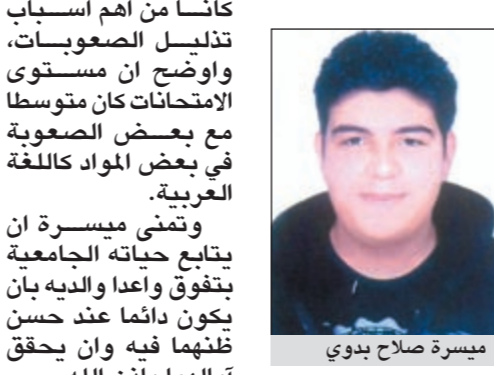 كانا من أهم أسباب
تذليل الصعوبات،
واوضح ان مستوى
الامتحانات كان متوسطا
مع بعض الصعوبة
في بعض المواد كاللغة
العربية.
وتمنى ميسرة ان
يتابع حياته الجامعية
بتفوق واعدا والديه بان
يكون دائما عند حسن
ظنهما فيه وان يحقق
ميسرة صلاح بدوي